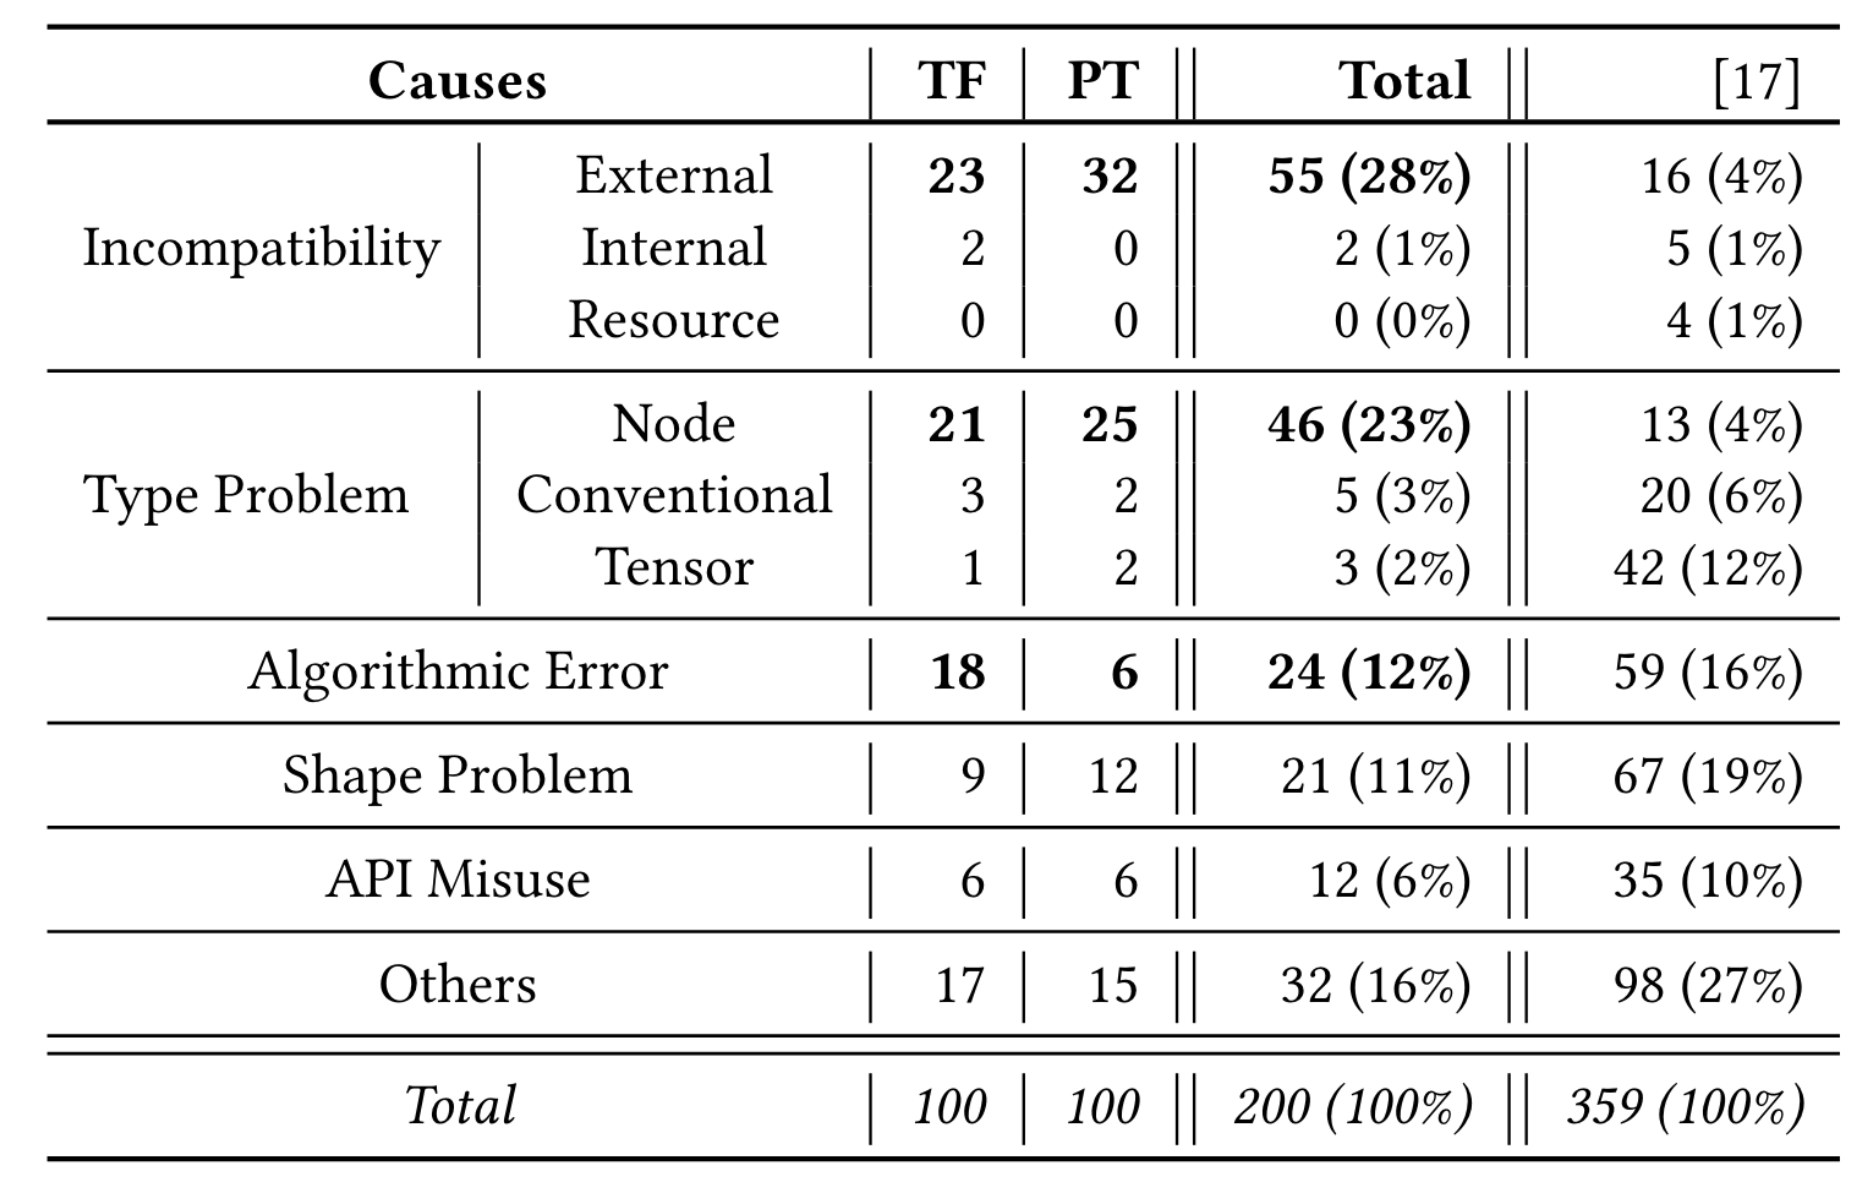 Causes TF PT Total [17]
External 23 32 55 (28%) 16 (4%)
Incompatibility Internal 2 0 2 (1%) 5 (1%)
Resource 0 0 0 (0%) 4 (1%)
Node 21 25 46 (23%) 13 (4%)
Type Problem Conventional 3 2 5 (3%) 20 (6%)
Tensor 1 2 3 (2%) 42 (12%)
Algorithmic Error 18 6 24 (12%) 59 (16%)
Shape Problem 9 12 21 (11%) 67 (19%)
API Misuse 6 6 12 (6%) 35 (10%)
Others 17 15 32 (16%) 98 (27%)
Total 100 100 200 (100%) 359 (100%)